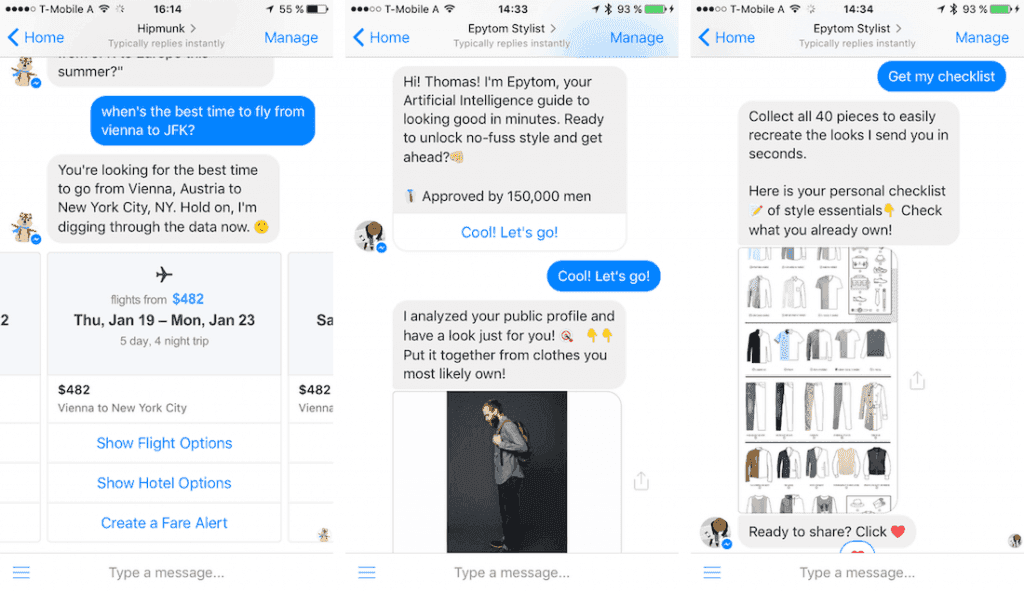 T-Mobile A 16:14 55 %
Home
Hipmunk
Typically replies instantly
Manage
summer?"
when's the best time to fly from
vienna to JFK?
You're looking for the best time
to go from Vienna, Austria to
New York City, NY. Hold on, I'm
digging through the data now. 🤔
2
flights from $482
Thu, Jan 19 – Mon, Jan 23
5 day, 4 night trip
Sa
$482
Vienna to New York City
$482
Vienna
Show Flight Options
Show Hotel Options
Create a Fare Alert
Type a message...
T-Mobile A 14:33 93 %
Home
Epytom Stylist
Typically replies instantly
Manage
Hi! Thomas! I'm Epytom, your
Artificial Intelligence guide to
looking good in minutes. Ready
to unlock no-fuss style and get
ahead?👊
👔 Approved by 150,000 men
Cool! Let's go!
Cool! Let's go!
I analyzed your public profile and
have a look just for you! 🍭 👇👇
Put it together from clothes you
most likely own!
Type a message...
T-Mobile A 14:34 93 %
Home
Epytom Stylist
Typically replies instantly
Manage
Get my checklist
Collect all 40 pieces to easily
recreate the looks I send you in
seconds.
Here is your personal checklist
📝 of style essentials👇 Check
what you already own!
Ready to share? Click ❤️
Type a message...